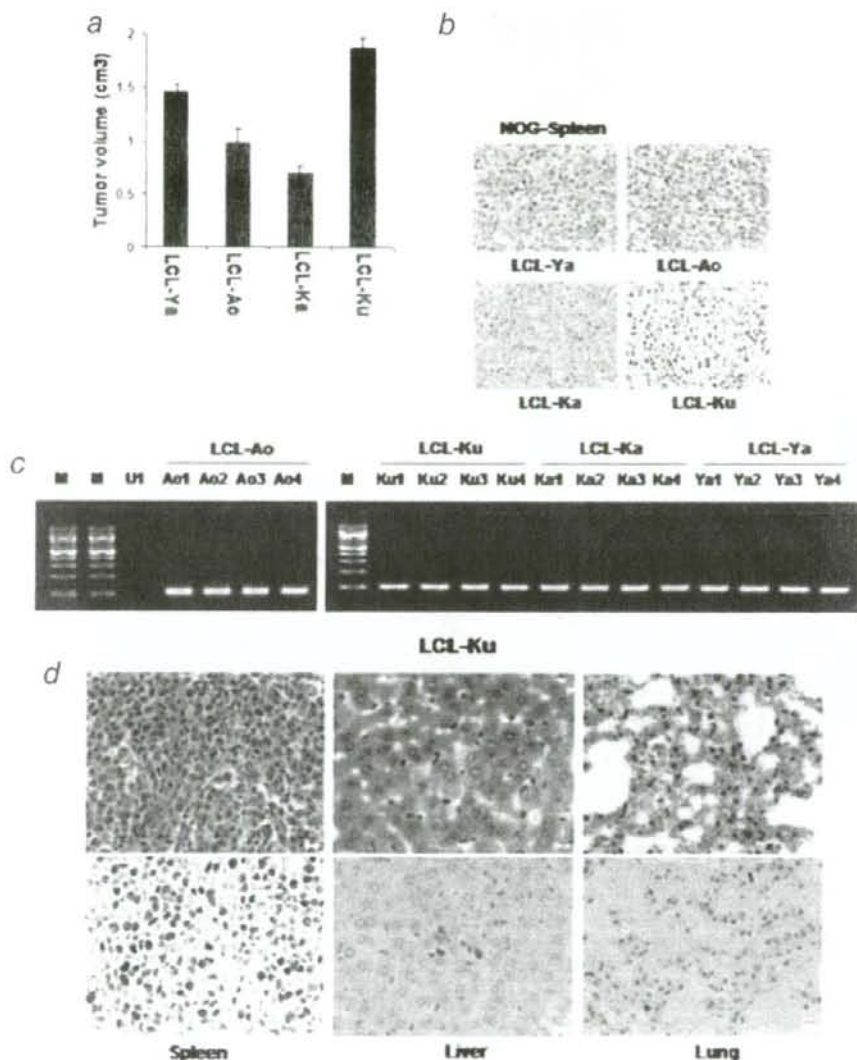 a
Tumor volume (cm3)
2
1.5
1
0.5
0
LCL-Ya
LCL-Ao
LCL-Ka
LCL-Ku
b
NOG-Spleen
LCL-Ya LCL-Ao
LCL-Ka LCL-Ku
c
LCL-Ao LCL-Ku LCL-Ka LCL-Ya
M M U1 Ao1 Ao2 Ao3 Ao4 M Ku1 Ku2 Ku3 Ku4 Ka1 Ka2 Ka3 Ka4 Ya1 Ya2 Ya3 Ya4
LCL-Ku
d
Spleen Liver Lung